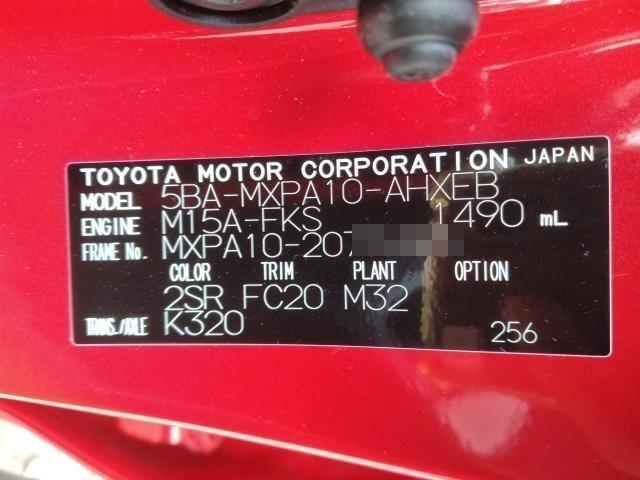 TOYOTA MOTOR CORPORATION JAPAN
MODEL 5BA-MXPA10-AHXEB
ENGINE M15A-FKS 1490 mL
FRAME No. MXPA10-207
COLOR TRIM PLANT OPTION
2SR FC20 M32
TRANS./AXLE K320
256